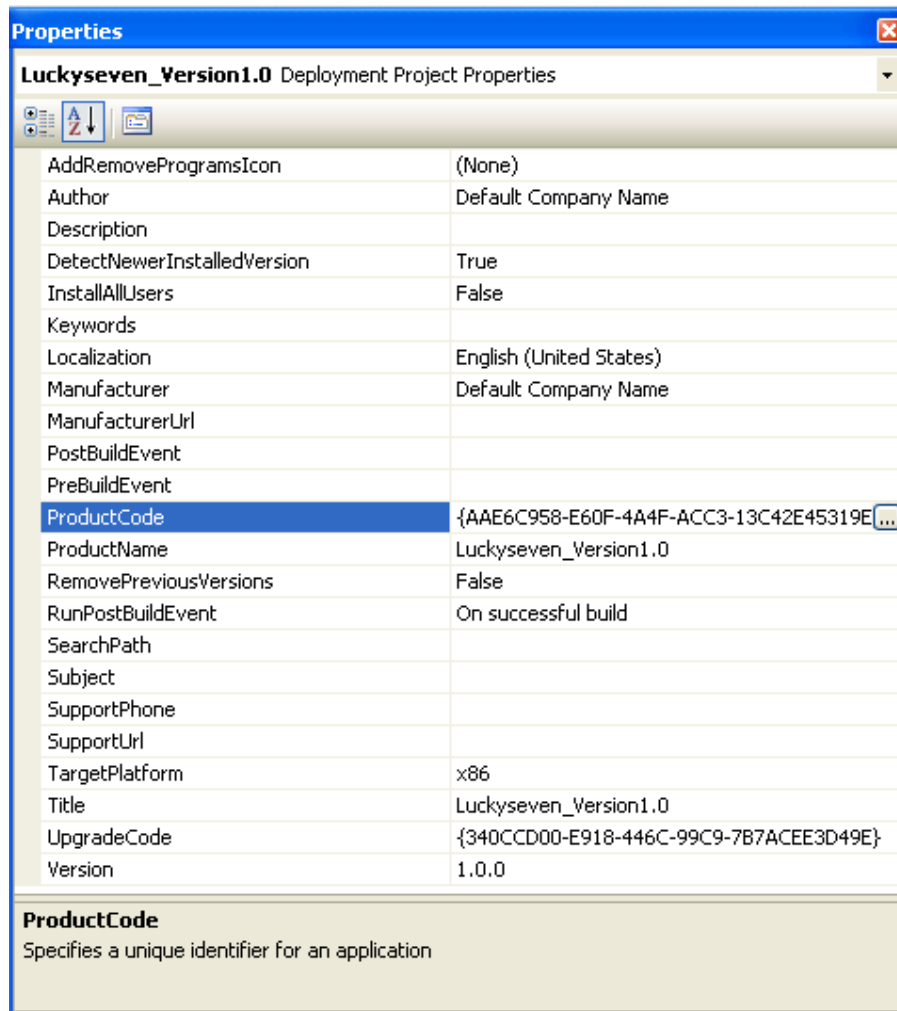 Properties
Luckyseven_Version1.0 Deployment Project Properties
AddRemoveProgramsIcon (None)
Author Default Company Name
Description
DetectNewerInstalledVersion True
InstallAllUsers False
Keywords
Localization English (United States)
Manufacturer Default Company Name
ManufacturerUrl
PostBuildEvent
PreBuildEvent
ProductCode {AAE6C958-E60F-4A4F-ACC3-13C42E45319E ...
ProductName Luckyseven_Version1.0
RemovePreviousVersions False
RunPostBuildEvent On successful build
SearchPath
Subject
SupportPhone
SupportUrl
TargetPlatform x86
Title Luckyseven_Version1.0
UpgradeCode {340CCD00-E918-446C-99C9-7B7ACEE3D49E}
Version 1.0.0
ProductCode
Specifies a unique identifier for an application